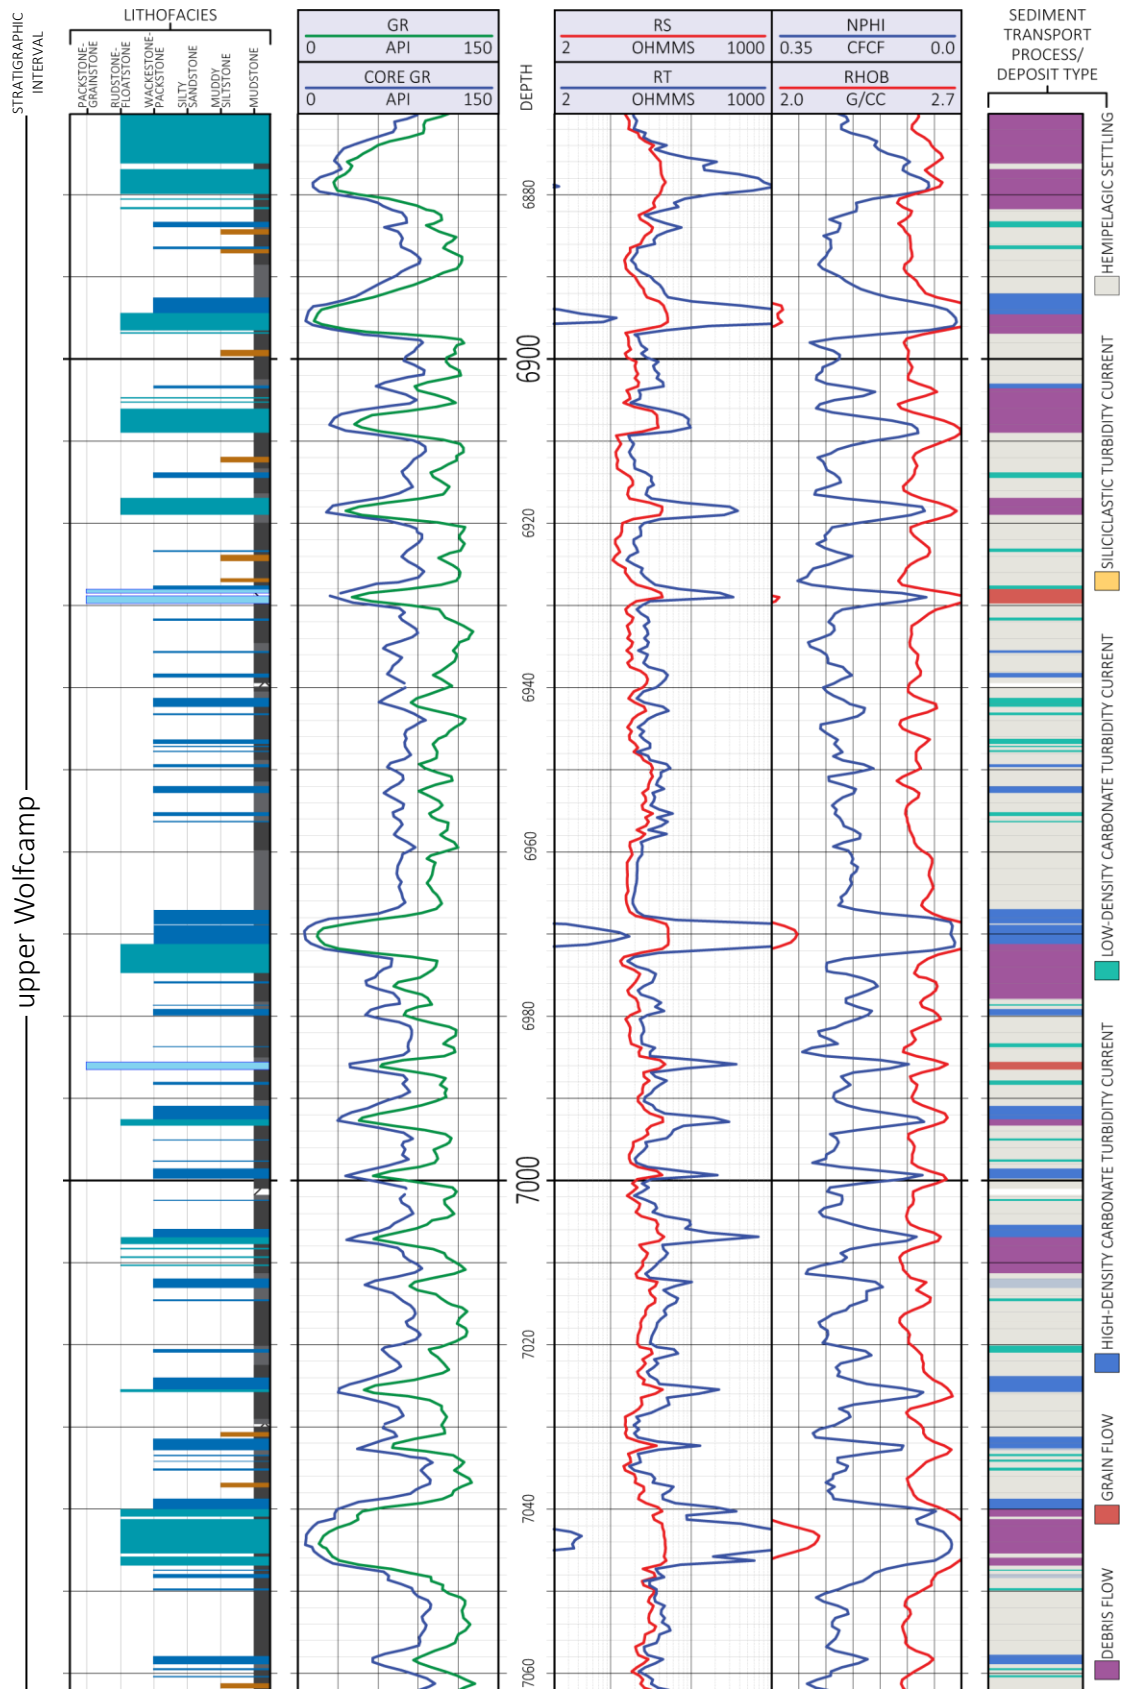 STRATIGRAPHIC
INTERVAL
LITHOFACIES
PACKSTONE-
GRAINSTONE
RUDSTONE-
FLOATSTONE
WACKESTONE-
PACKSTONE
SILTY
SANDSTONE
MUDDY
SILTSTONE
MUDSTONE
GR
0 API 150
CORE GR
0 API 150
DEPTH
RS
2 OHMMS 1000
RT
2 OHMMS 1000
NPHI
0.35 CFCF 0.0
RHOB
2.0 G/CC 2.7
SEDIMENT
TRANSPORT
PROCESS/
DEPOSIT TYPE
upper Wolfcamp
6880
6900
6920
6940
6960
6980
7000
7020
7040
7060
HEMIPELAGIC SETTLING
SILICICLASTIC TURBIDITY CURRENT
LOW-DENSITY CARBONATE TURBIDITY CURRENT
HIGH-DENSITY CARBONATE TURBIDITY CURRENT
GRAIN FLOW
DEBRIS FLOW